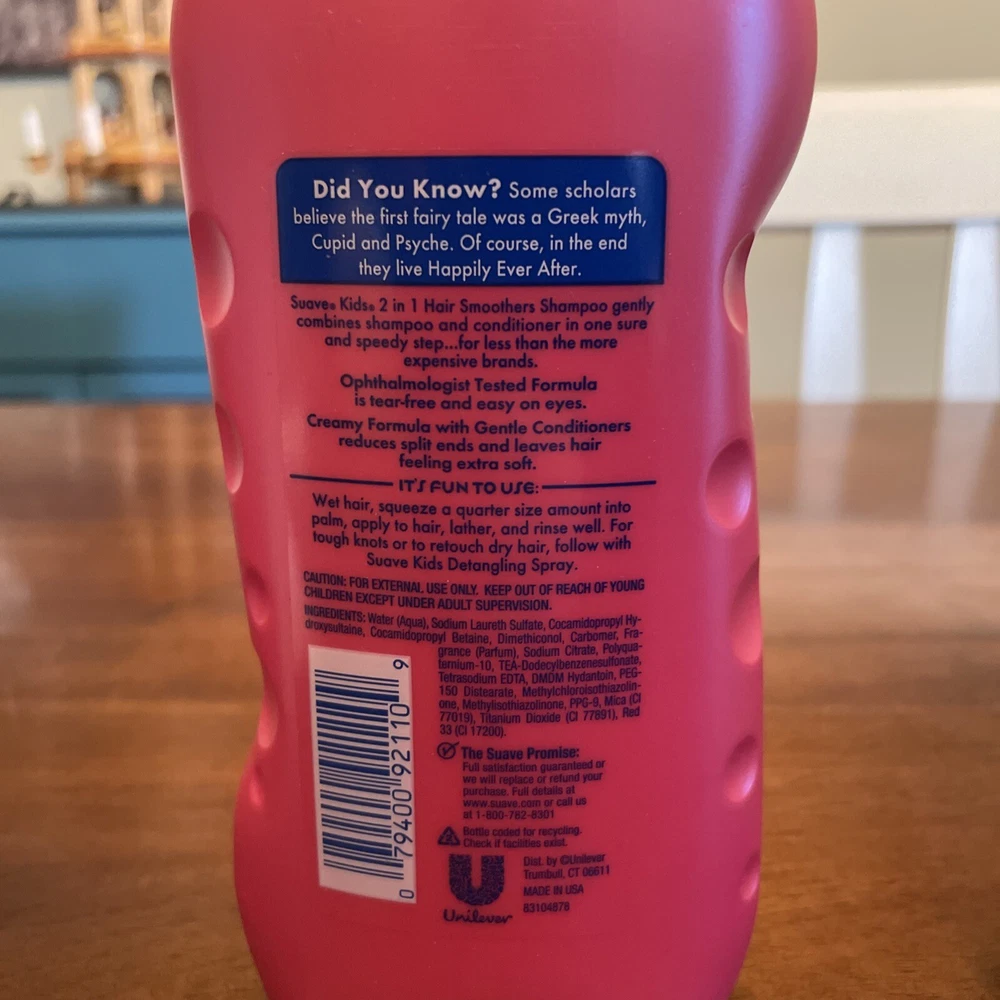 Did You Know? Some scholars
believe the first fairy tale was a Greek myth,
Cupid and Psyche. Of course, in the end
they live Happily Ever After.
Suave® Kids® 2 in 1 Hair Smoothers Shampoo gently
combines shampoo and conditioner in one sure
and speedy step...for less than the more
expensive brands.
Ophthalmologist Tested Formula
is tear-free and easy on eyes.
Creamy Formula with Gentle Conditioners
reduces split ends and leaves hair
feeling extra soft.
IT'S FUN TO USE:
Wet hair, squeeze a quarter size amount into
palm, apply to hair, lather, and rinse well. For
tough knots or to retouch dry hair, follow with
Suave Kids Detangling Spray.
CAUTION: FOR EXTERNAL USE ONLY. KEEP OUT OF REACH OF YOUNG
CHILDREN EXCEPT UNDER ADULT SUPERVISION.
INGREDIENTS: Water (Aqua), Sodium Laureth Sulfate, Cocamidopropyl Hy-
droxysultaine, Cocamidopropyl Betaine, Dimethiconol, Carbomer, Fra-
grance (Parfum), Sodium Citrate, Polyqua-
ternium-10, TEA-Dodecylbenzenesulfonate,
Tetrasodium EDTA, DMDM Hydantoin, PEG-
150 Distearate, Methylchloroisothiazolin-
one, Methylisothiazolinone, PPG-9, Mica (CI
77019), Titanium Dioxide (CI 77891), Red
33 (CI 17200).
0 79400 92110 9
The Suave Promise:
Full satisfaction guaranteed or
we will replace or refund your
purchase. Full details at
www.suave.com or call us
at 1-800-782-8301
2 Bottle coded for recycling.
Check if facilities exist.
Unilever
Dist. by ©Unilever
Trumbull, CT 06611
MADE IN USA
83104878